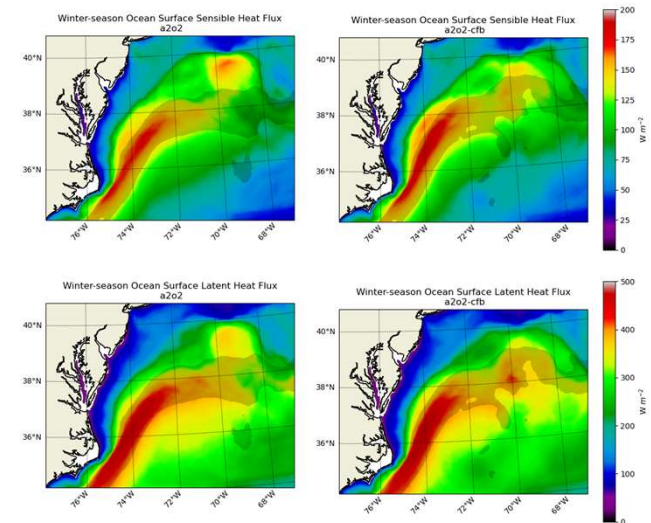 Winter-season Ocean Surface Sensible Heat Flux
a2o2
40°N
38°N
36°N
76°W
74°W
72°W
70°W
68°W
Winter-season Ocean Surface Sensible Heat Flux
a2o2-cfb
40°N
38°N
36°N
76°W
74°W
72°W
70°W
68°W
200
175
150
125
100
75
50
25
0
W m⁻²
Winter-season Ocean Surface Latent Heat Flux
a2o2
40°N
38°N
36°N
76°W
74°W
72°W
70°W
68°W
Winter-season Ocean Surface Latent Heat Flux
a2o2-cfb
40°N
38°N
36°N
76°W
74°W
72°W
70°W
68°W
500
400
300
200
100
0
W m⁻²